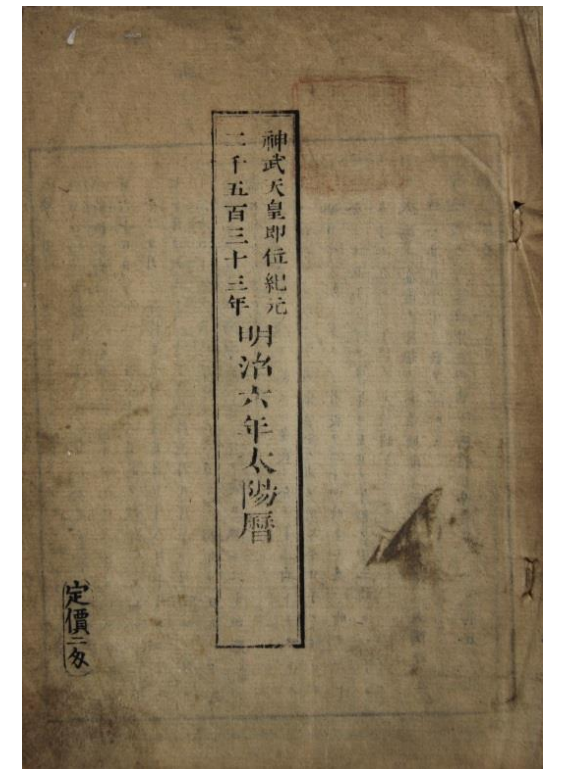 神武天皇即位紀元
二千五百三十三年
明治六年太陽曆
定價二匁